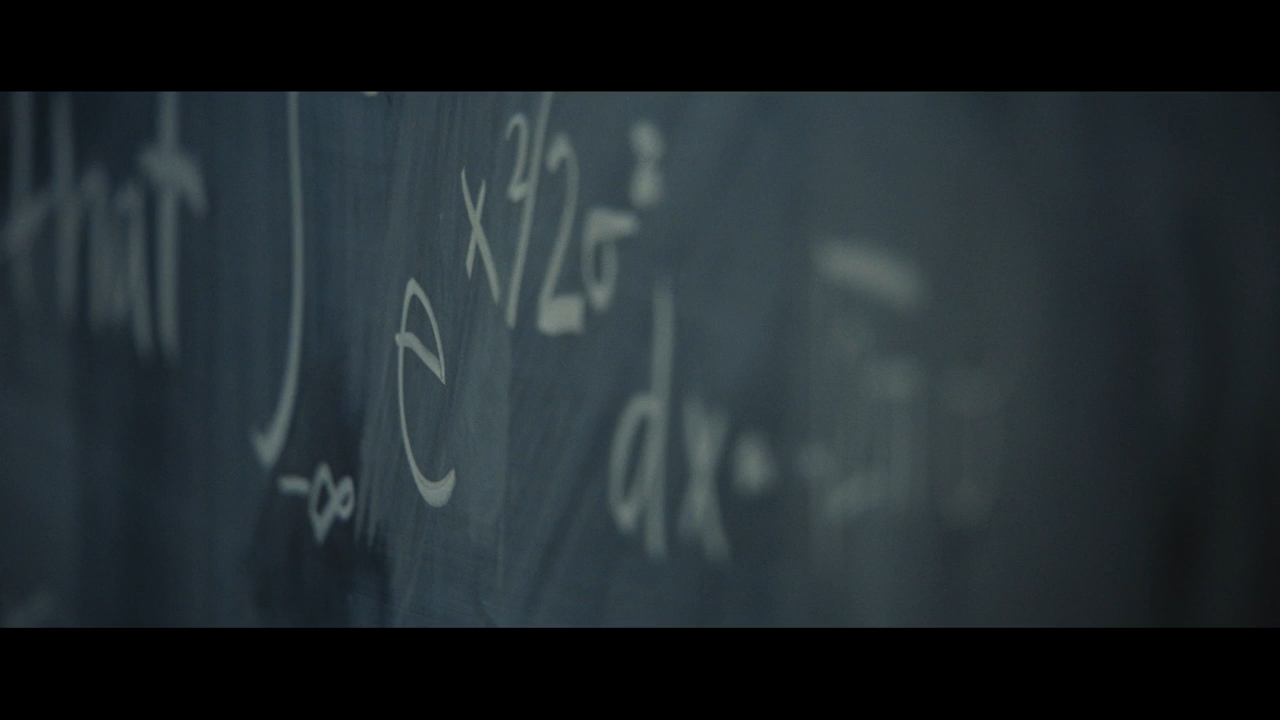 that ∫ -∞ e x²/2σ² dx